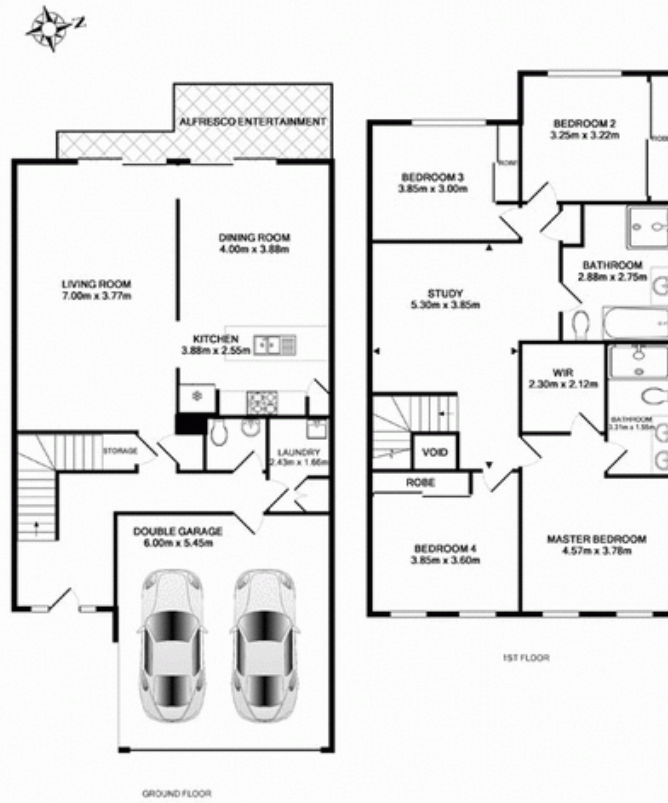 N
ALFRESCO ENTERTAINMENT
LIVING ROOM
7.00m x 3.77m
DINING ROOM
4.00m x 3.88m
KITCHEN
3.88m x 2.55m
STORAGE
LAUNDRY
2.43m x 1.66m
DOUBLE GARAGE
6.00m x 5.45m
GROUND FLOOR
BEDROOM 2
3.25m x 3.22m
ROBE
BEDROOM 3
3.85m x 3.00m
ROBE
BATHROOM
2.88m x 2.75m
STUDY
5.30m x 3.85m
WIR
2.30m x 2.12m
BATHROOM
VOID
ROBE
BEDROOM 4
3.85m x 3.60m
MASTER BEDROOM
4.57m x 3.78m
1ST FLOOR